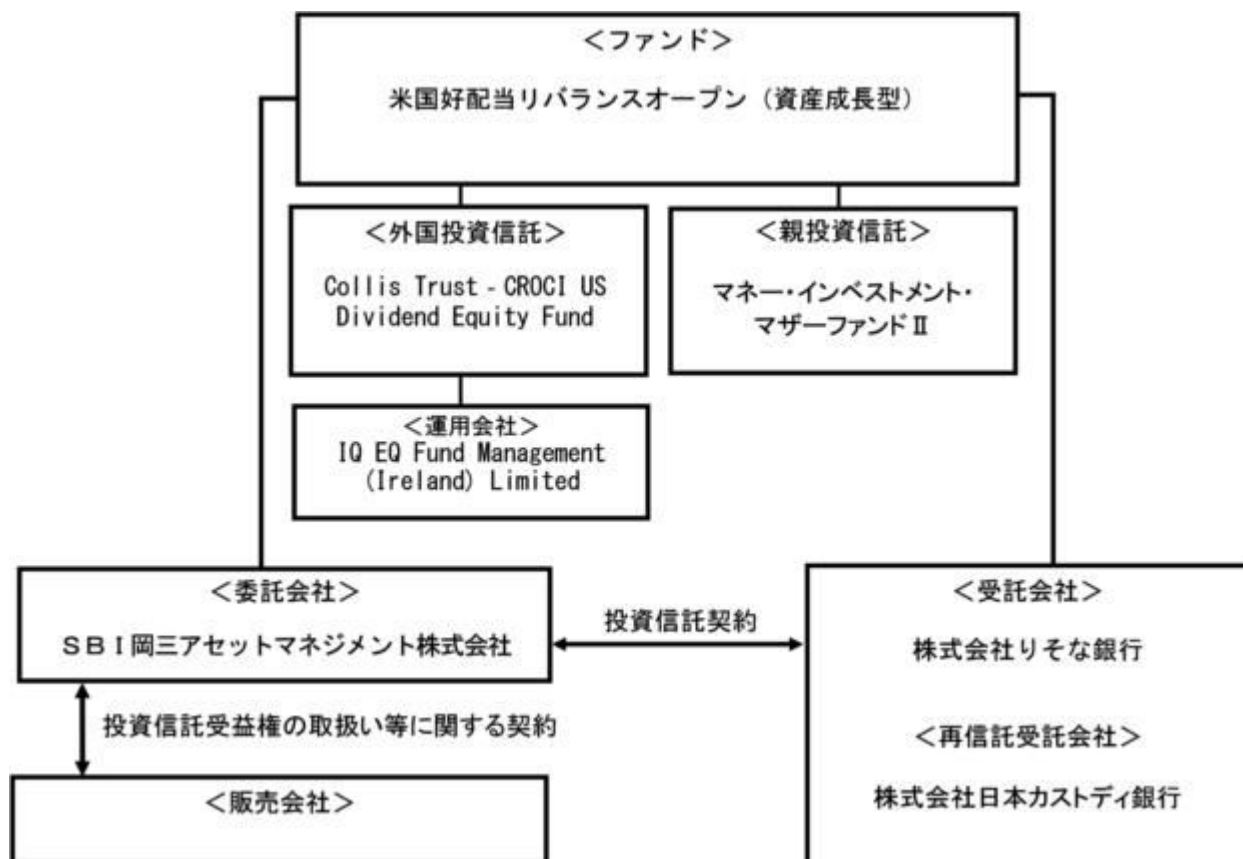 ＜ファンド＞
米国好配当リバランスオープン（資産成長型）
＜外国投資信託＞
Collis Trust - CROCI US
Dividend Equity Fund
＜親投資信託＞
マネー・インベストメント・
マザーファンドⅡ
＜運用会社＞
IQ EQ Fund Management
(Ireland) Limited
＜委託会社＞
ＳＢＩ岡三アセットマネジメント株式会社
投資信託契約
＜受託会社＞
株式会社りそな銀行
＜再信託受託会社＞
株式会社日本カストディ銀行
投資信託受益権の取扱い等に関する契約
＜販売会社＞